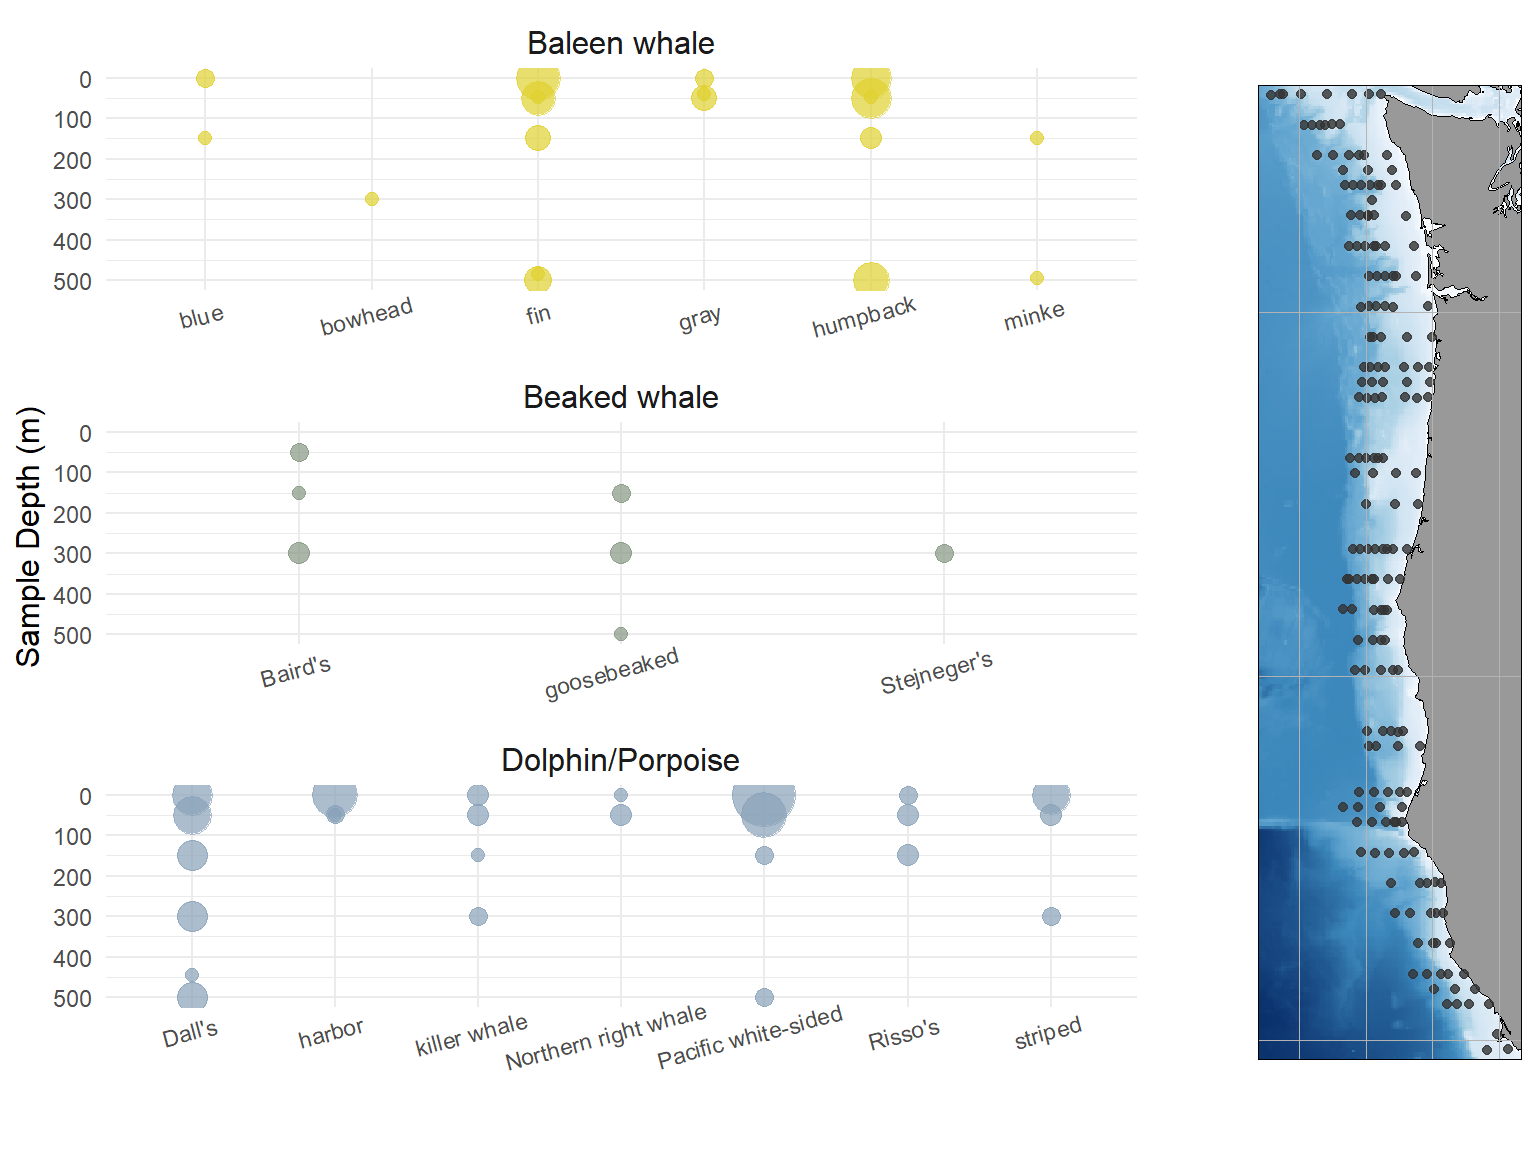 Baleen whale
0
100
200
300
400
500
blue
bowhead
fin
gray
humpback
minke
Sample Depth (m)
Beaked whale
0
100
200
300
400
500
Baird's
goosebeaked
Stejneger's
Dolphin/Porpoise
0
100
200
300
400
500
Dall's
harbor
killer whale
Northern right whale
Pacific white-sided
Risso's
striped